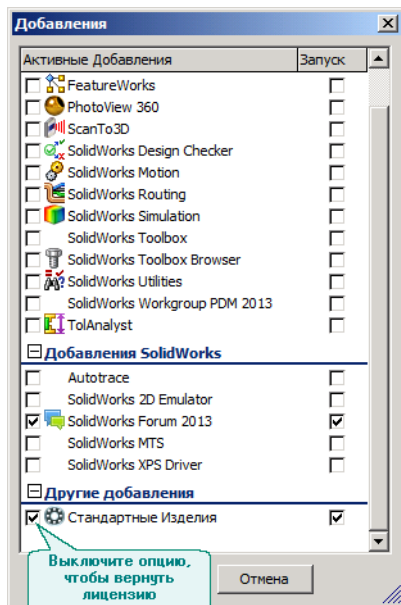 Добавления
Активные Добавления Запуск
FeatureWorks
PhotoView 360
ScanTo3D
SolidWorks Design Checker
SolidWorks Motion
SolidWorks Routing
SolidWorks Simulation
SolidWorks Toolbox
SolidWorks Toolbox Browser
SolidWorks Utilities
SolidWorks Workgroup PDM 2013
TolAnalyst
Добавления SolidWorks
Autotrace
SolidWorks 2D Emulator
SolidWorks Forum 2013
SolidWorks MTS
SolidWorks XPS Driver
Другие добавления
Стандартные Изделия
Выключите опцию,
чтобы вернуть
лицензию
Отмена